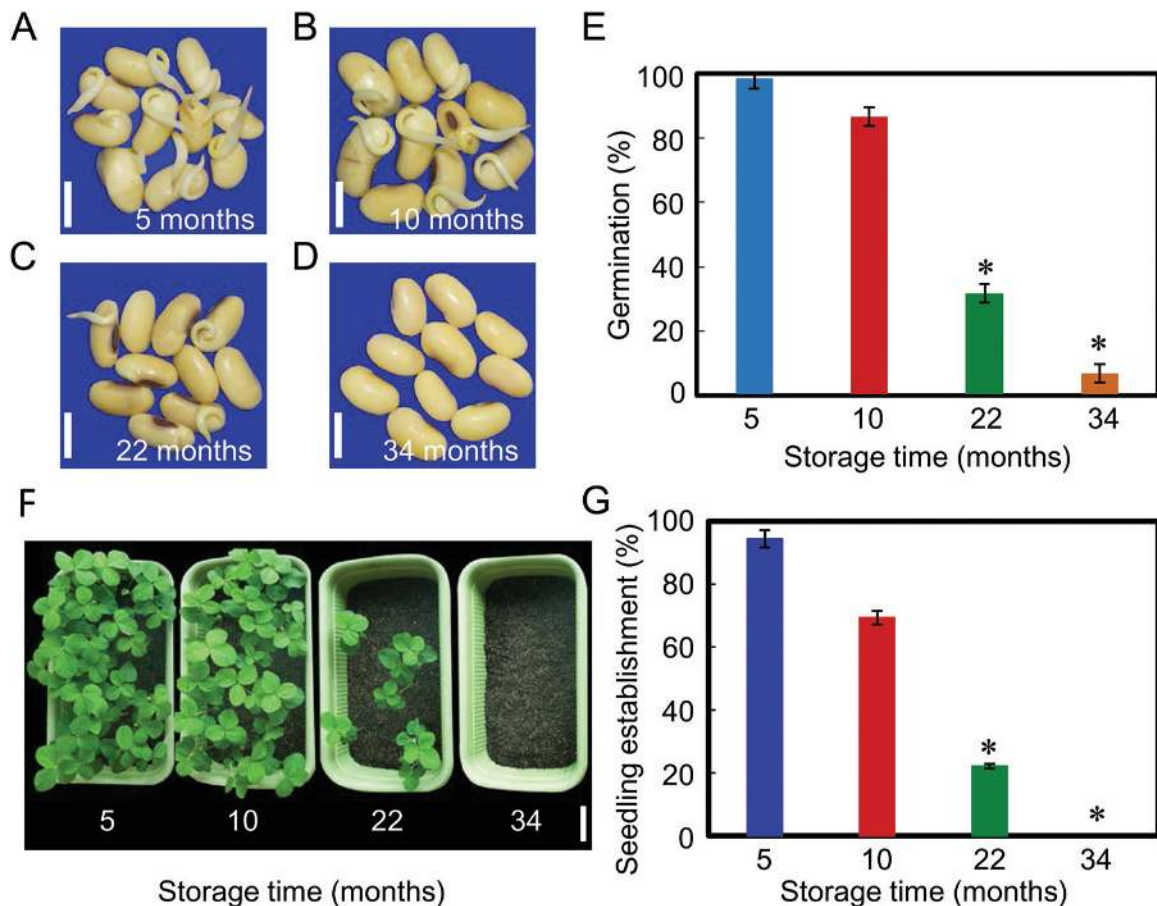 A
5 months
B
10 months
C
22 months
D
34 months
E
Germination (%)
100
80
60
40
20
0
*
*
5 10 22 34
Storage time (months)
F
5 10 22 34
Storage time (months)
G
Seedling establishment (%)
100
80
60
40
20
0
*
*
5 10 22 34
Storage time (months)